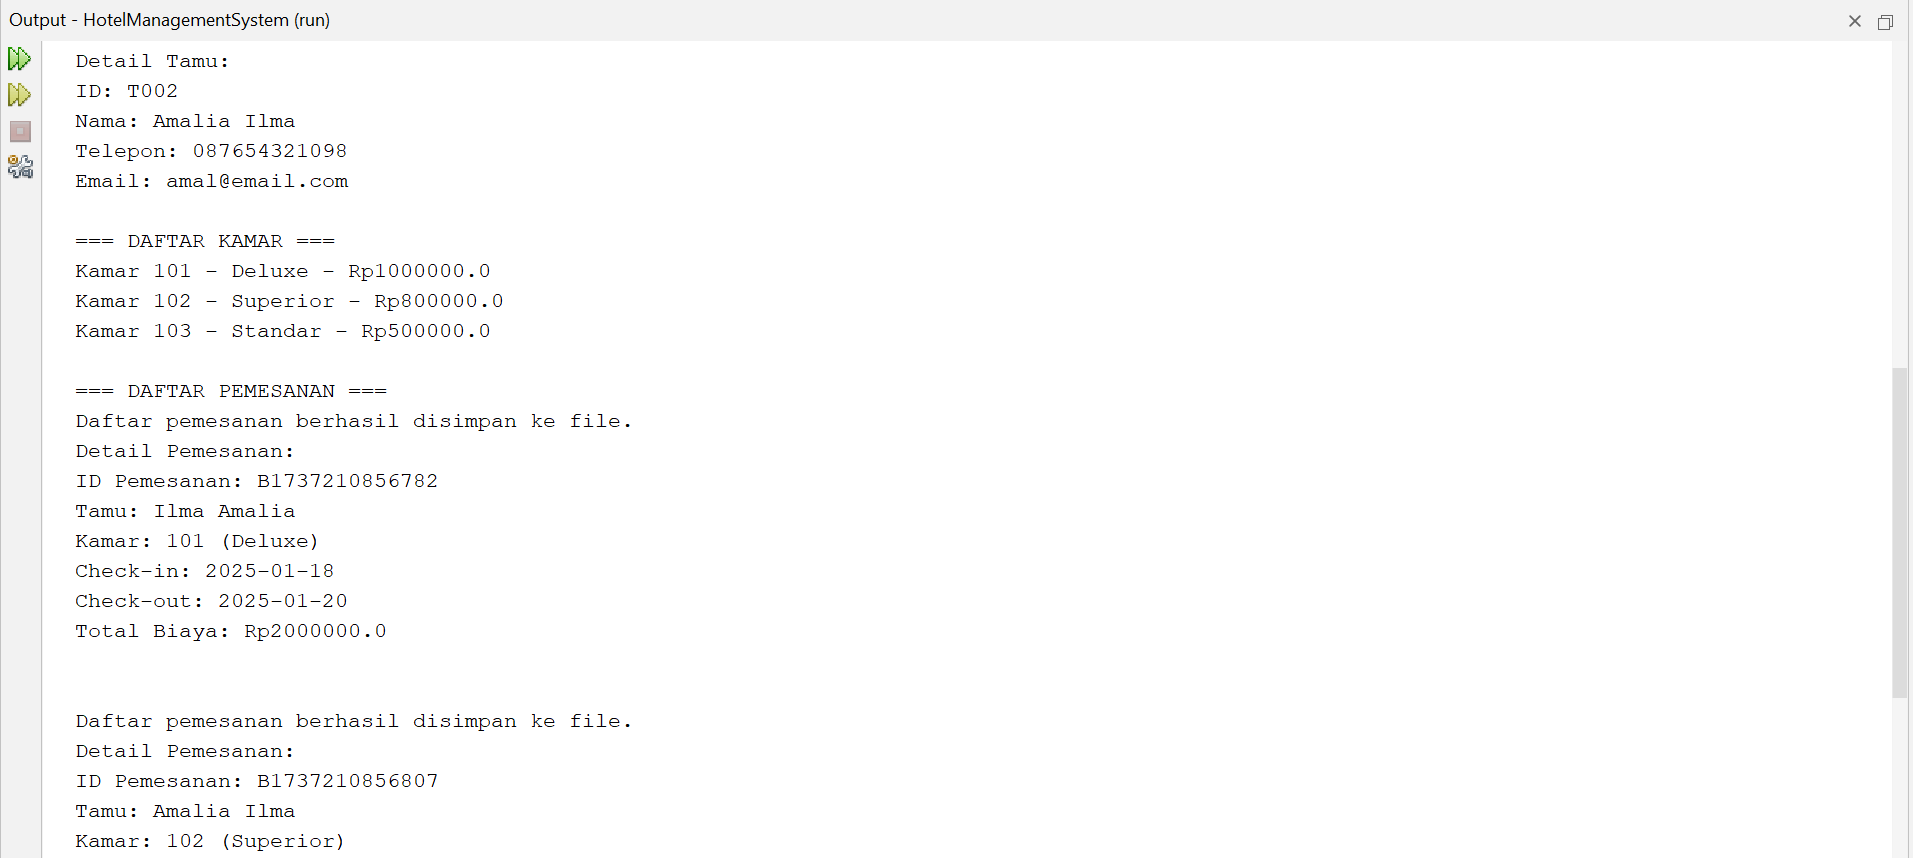 Output - HotelManagementSystem (run)
Detail Tamu:
ID: T002
Nama: Amalia Ilma
Telepon: 087654321098
Email: amal@email.com
=== DAFTAR KAMAR ===
Kamar 101 - Deluxe - Rp1000000.0
Kamar 102 - Superior - Rp800000.0
Kamar 103 - Standar - Rp500000.0
=== DAFTAR PEMESANAN ===
Daftar pemesanan berhasil disimpan ke file.
Detail Pemesanan:
ID Pemesanan: B1737210856782
Tamu: Ilma Amalia
Kamar: 101 (Deluxe)
Check-in: 2025-01-18
Check-out: 2025-01-20
Total Biaya: Rp2000000.0
Daftar pemesanan berhasil disimpan ke file.
Detail Pemesanan:
ID Pemesanan: B1737210856807
Tamu: Amalia Ilma
Kamar: 102 (Superior)